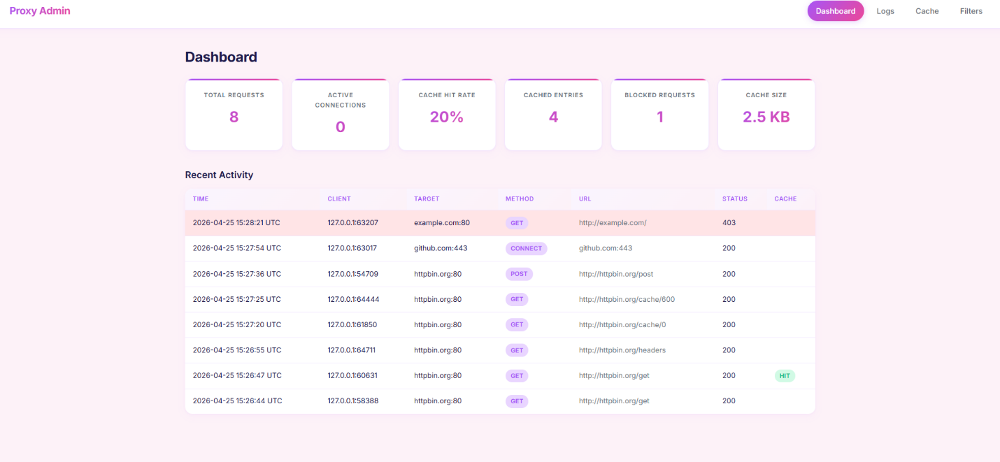 Proxy Admin Dashboard Logs Cache Filters
Dashboard
TOTAL REQUESTS
8
ACTIVE
CONNECTIONS
0
CACHE HIT RATE
20%
CACHED ENTRIES
4
BLOCKED REQUESTS
1
CACHE SIZE
2.5 KB
Recent Activity
TIME CLIENT TARGET METHOD URL STATUS CACHE
2026-04-25 15:28:21 UTC 127.0.0.1:63207 example.com:80 GET http://example.com/ 403
2026-04-25 15:27:54 UTC 127.0.0.1:63017 github.com:443 CONNECT github.com:443 200
2026-04-25 15:27:36 UTC 127.0.0.1:54709 httpbin.org:80 POST http://httpbin.org/post 200
2026-04-25 15:27:25 UTC 127.0.0.1:64444 httpbin.org:80 GET http://httpbin.org/cache/600 200
2026-04-25 15:27:20 UTC 127.0.0.1:61850 httpbin.org:80 GET http://httpbin.org/cache/0 200
2026-04-25 15:26:55 UTC 127.0.0.1:64711 httpbin.org:80 GET http://httpbin.org/headers 200
2026-04-25 15:26:47 UTC 127.0.0.1:60631 httpbin.org:80 GET http://httpbin.org/get 200 HIT
2026-04-25 15:26:44 UTC 127.0.0.1:58388 httpbin.org:80 GET http://httpbin.org/get 200